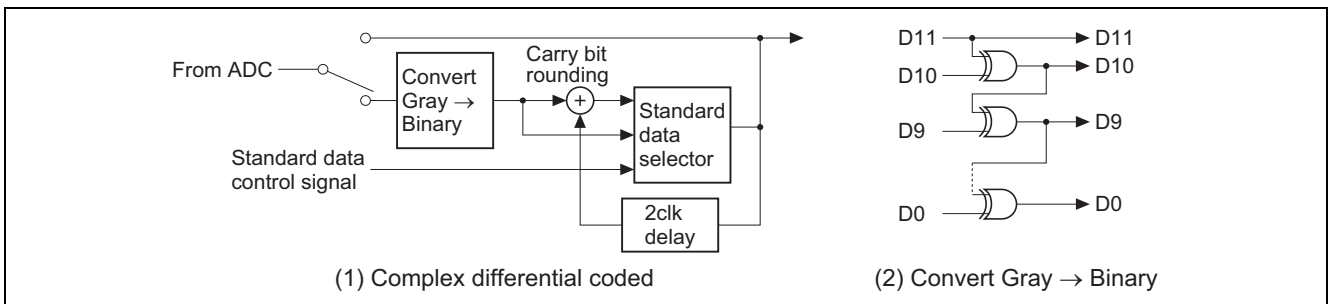 From ADC
Convert
Gray →
Binary
Carry bit
rounding
+
Standard
data
selector
Standard data
control signal
2clk
delay
(1) Complex differential coded
D11
D11
D10
D10
D9
D9
D0
D0
(2) Convert Gray → Binary